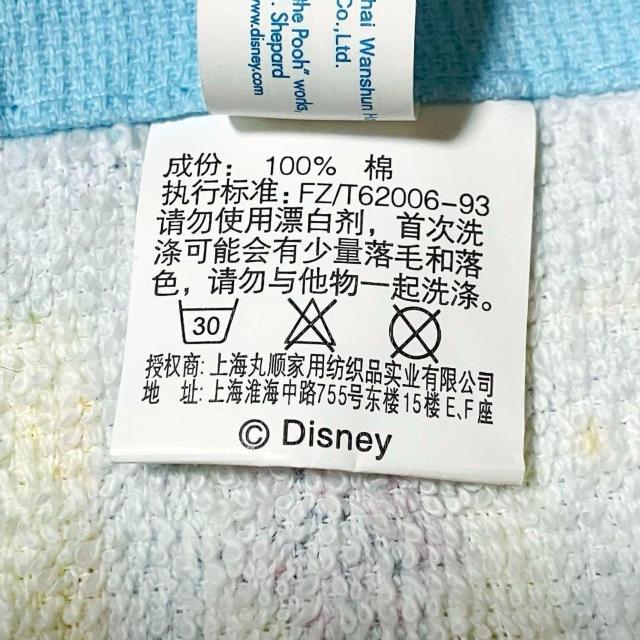 hai Wanshun H
Co.,Ltd.
the Pooh" works,
. Shepard
www.disney.com
成份： 100% 棉
执行标准：FZ/T62006-93
请勿使用漂白剂，首次洗
涤可能会有少量落毛和落
色，请勿与他物一起洗涤。
30
授权商：上海丸顺家用纺织品实业有限公司
地 址：上海淮海中路755号东楼15楼E、F座
© Disney